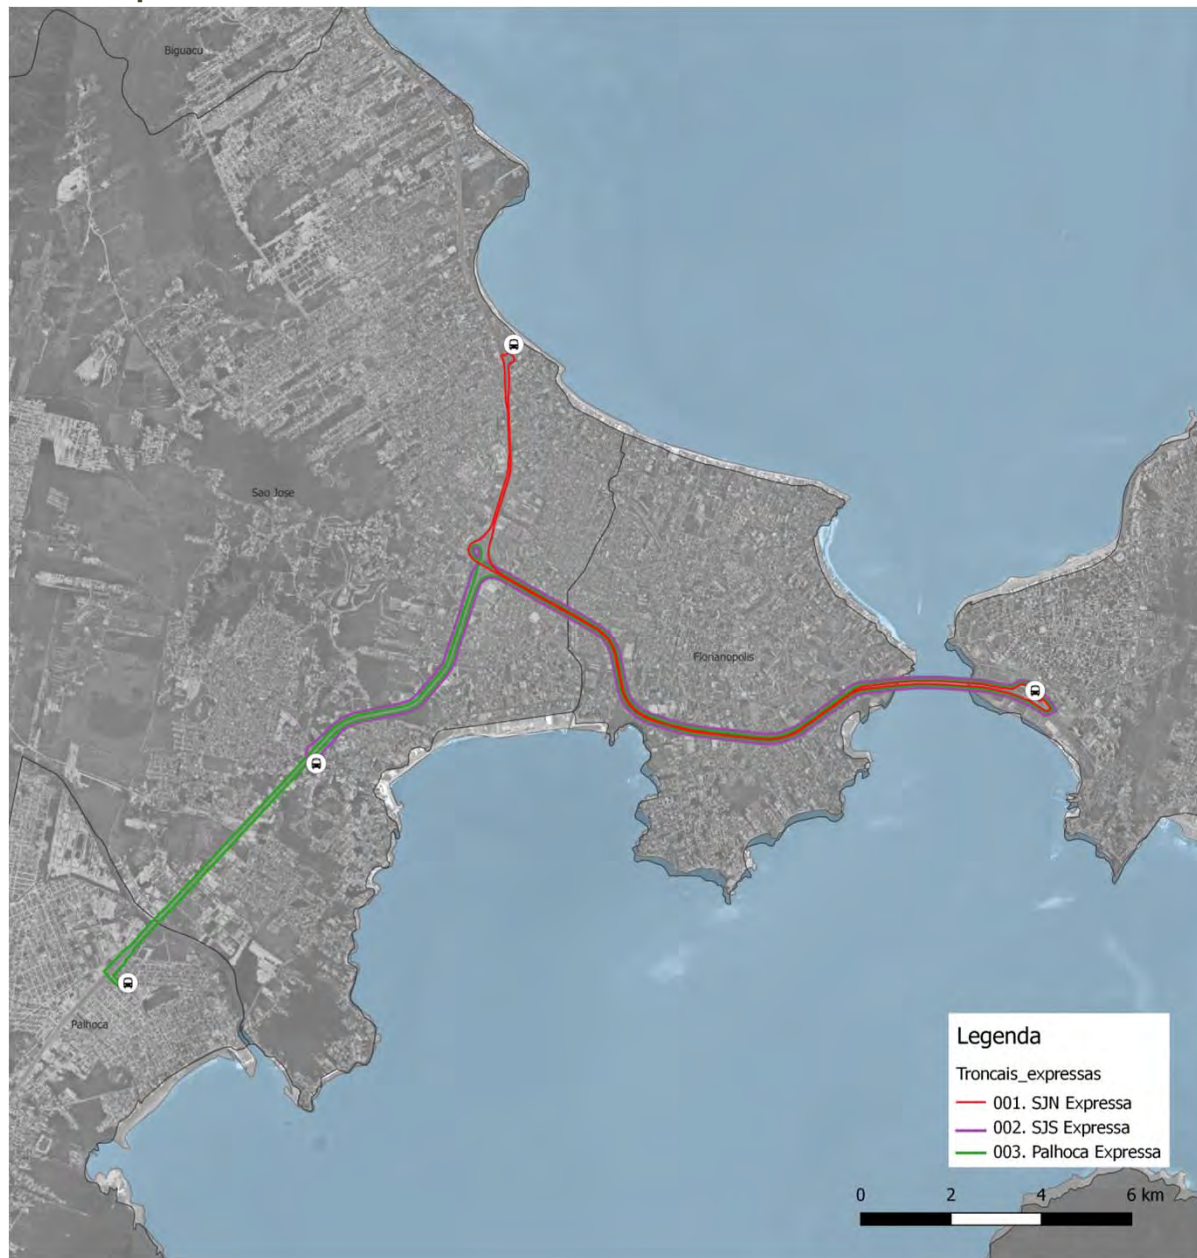 Biguacu
Sao Jose
Florianopolis
Palhoca
Legenda
Troncais_expressas
001. SJN Expressa
002. SJS Expressa
003. Palhoca Expressa
0 2 4 6 km